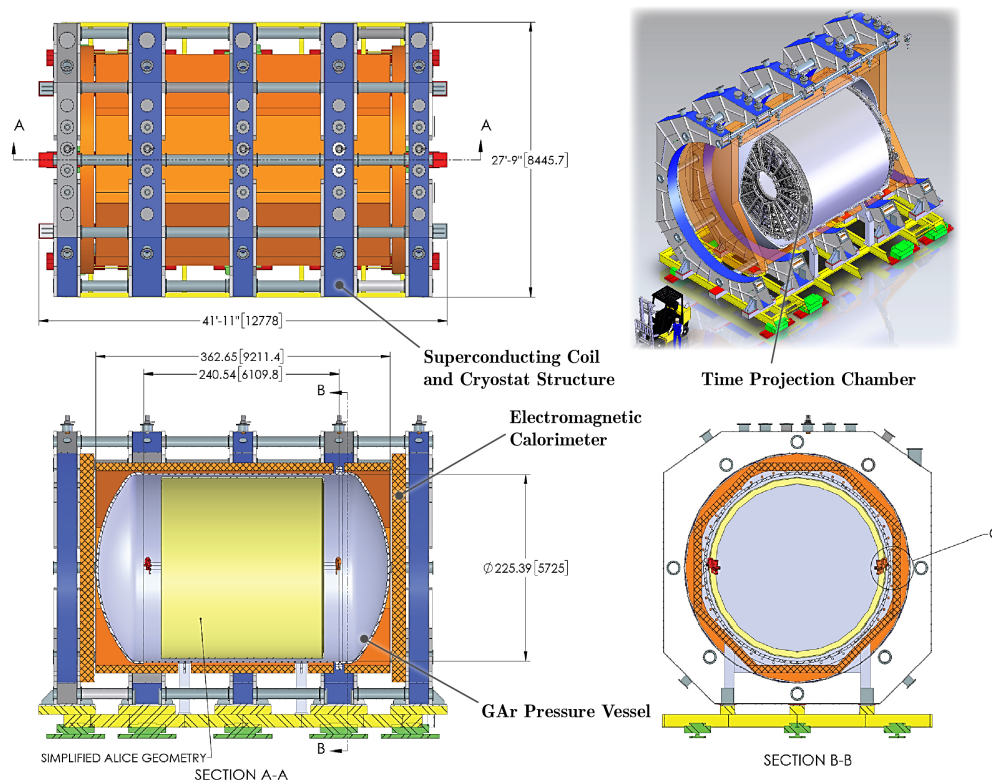 A
A
27'-9" [8445.7]
41'-11" [12778]
Superconducting Coil
and Cryostat Structure
Time Projection Chamber
362.65 [9211.4]
240.54 [6109.8]
B
Electromagnetic
Calorimeter
Ø225.39 [5725]
C
GAr Pressure Vessel
SIMPLIFIED ALICE GEOMETRY
B
SECTION A-A
SECTION B-B